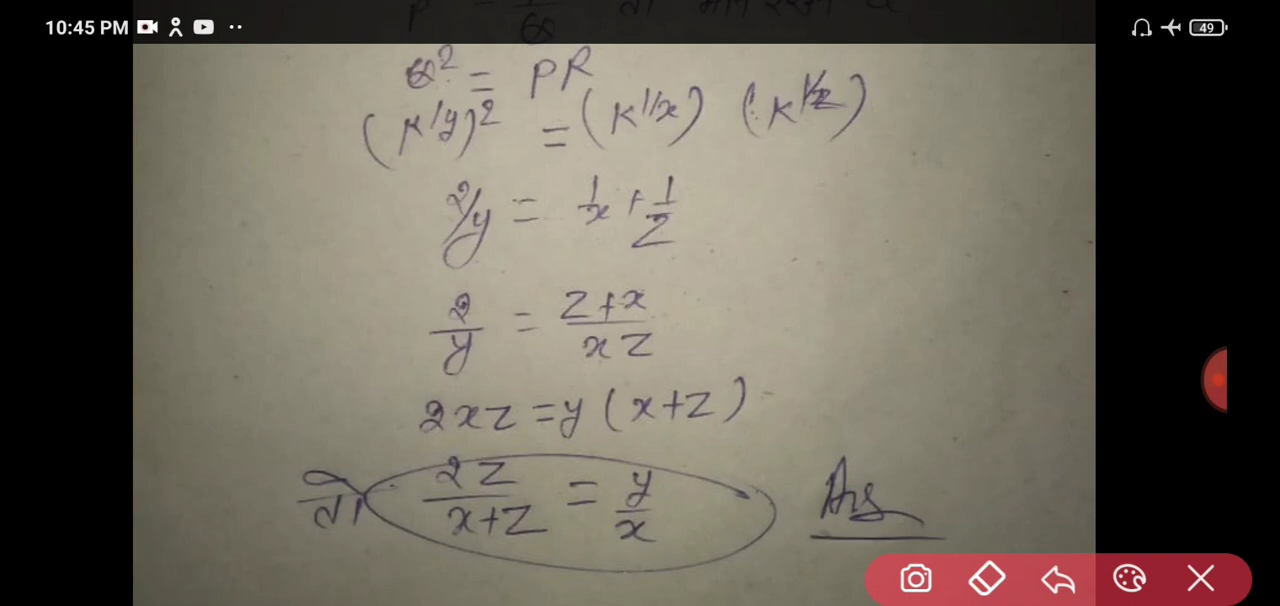 10:45 PM
49
Q² = PR
(K^1/y)² = (K^1/x) (K^1/z)
2/y = 1/x + 1/z
2/y = z+x/xz
2xz = y(x+z)
तो 2z/x+z = y/x Ans